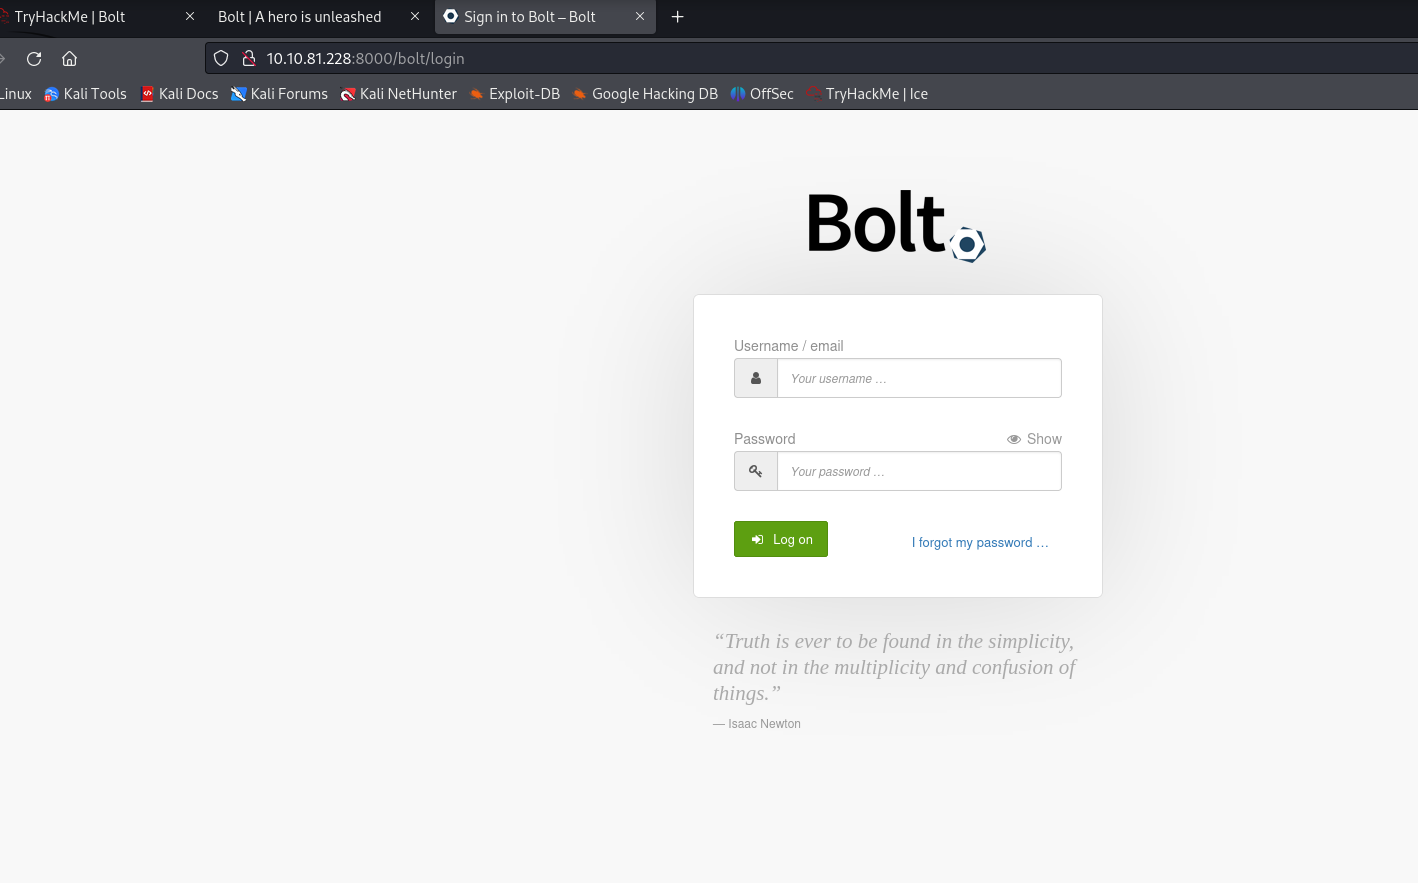 TryHackMe | Bolt
Bolt | A hero is unleashed
Sign in to Bolt – Bolt
10.10.81.228:8000/bolt/login
Linux Kali Tools Kali Docs Kali Forums Kali NetHunter Exploit-DB Google Hacking DB OffSec TryHackMe | Ice
Bolt
Username / email
Your username …
Password Show
Your password …
Log on I forgot my password …
“Truth is ever to be found in the simplicity,
and not in the multiplicity and confusion of
things.”
— Isaac Newton